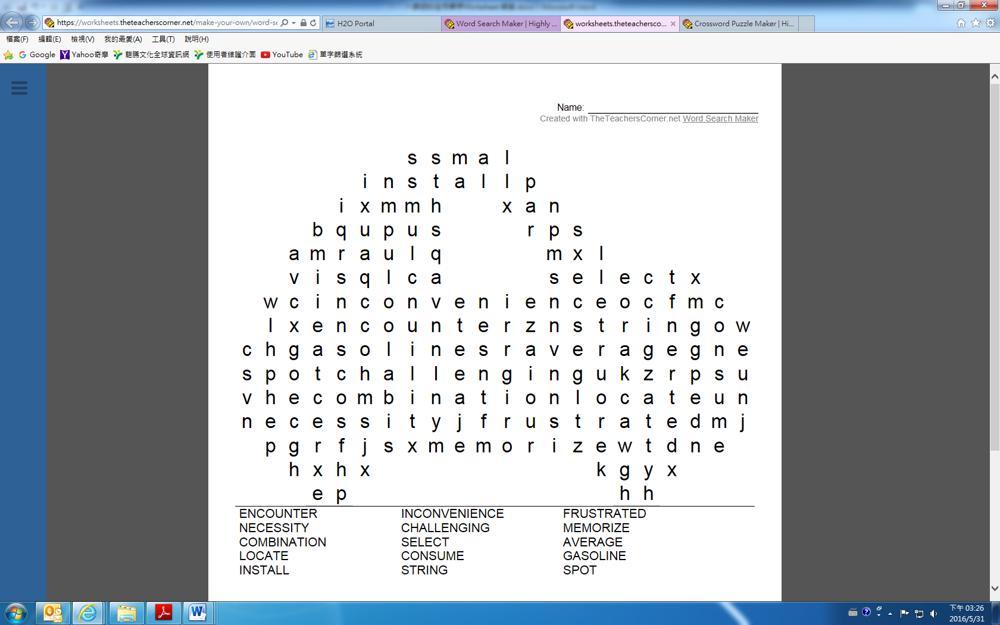 https://worksheets.theteacherscorner.net/make-your-own/word-se
H2O Portal
Word Search Maker | Highly ...
worksheets.theteachersco...
Crossword Puzzle Maker | Hi...
檔案(F) 編輯(E) 檢視(V) 我的最愛(A) 工具(T) 說明(H)
Google Yahoo奇摩 龍騰文化全球資訊網 使用者維護介面 YouTube 單字篩選系統
Name:
Created with TheTeachersCorner.net Word Search Maker
s s m a l
i n s t a l l p
i x m m h x a n
b q u p u s r p s
a m r a u l q m x l
v i s q l c a s e l e c t x
w c i n c o n v e n i e n c e o c f m c
l x e n c o u n t e r z n s t r i n g o w
c h g a s o l i n e s r a v e r a g e g n e
s p o t c h a l l e n g i n g u k z r p s u
v h e c o m b i n a t i o n l o c a t e u n
n e c e s s i t y j f r u s t r a t e d m j
p g r f j s x m e m o r i z e w t d n e
h x h x k g y x
e p h h
ENCOUNTER INCONVENIENCE FRUSTRATED
NECESSITY CHALLENGING MEMORIZE
COMBINATION SELECT AVERAGE
LOCATE CONSUME GASOLINE
INSTALL STRING SPOT
下午 03:26
2016/5/31